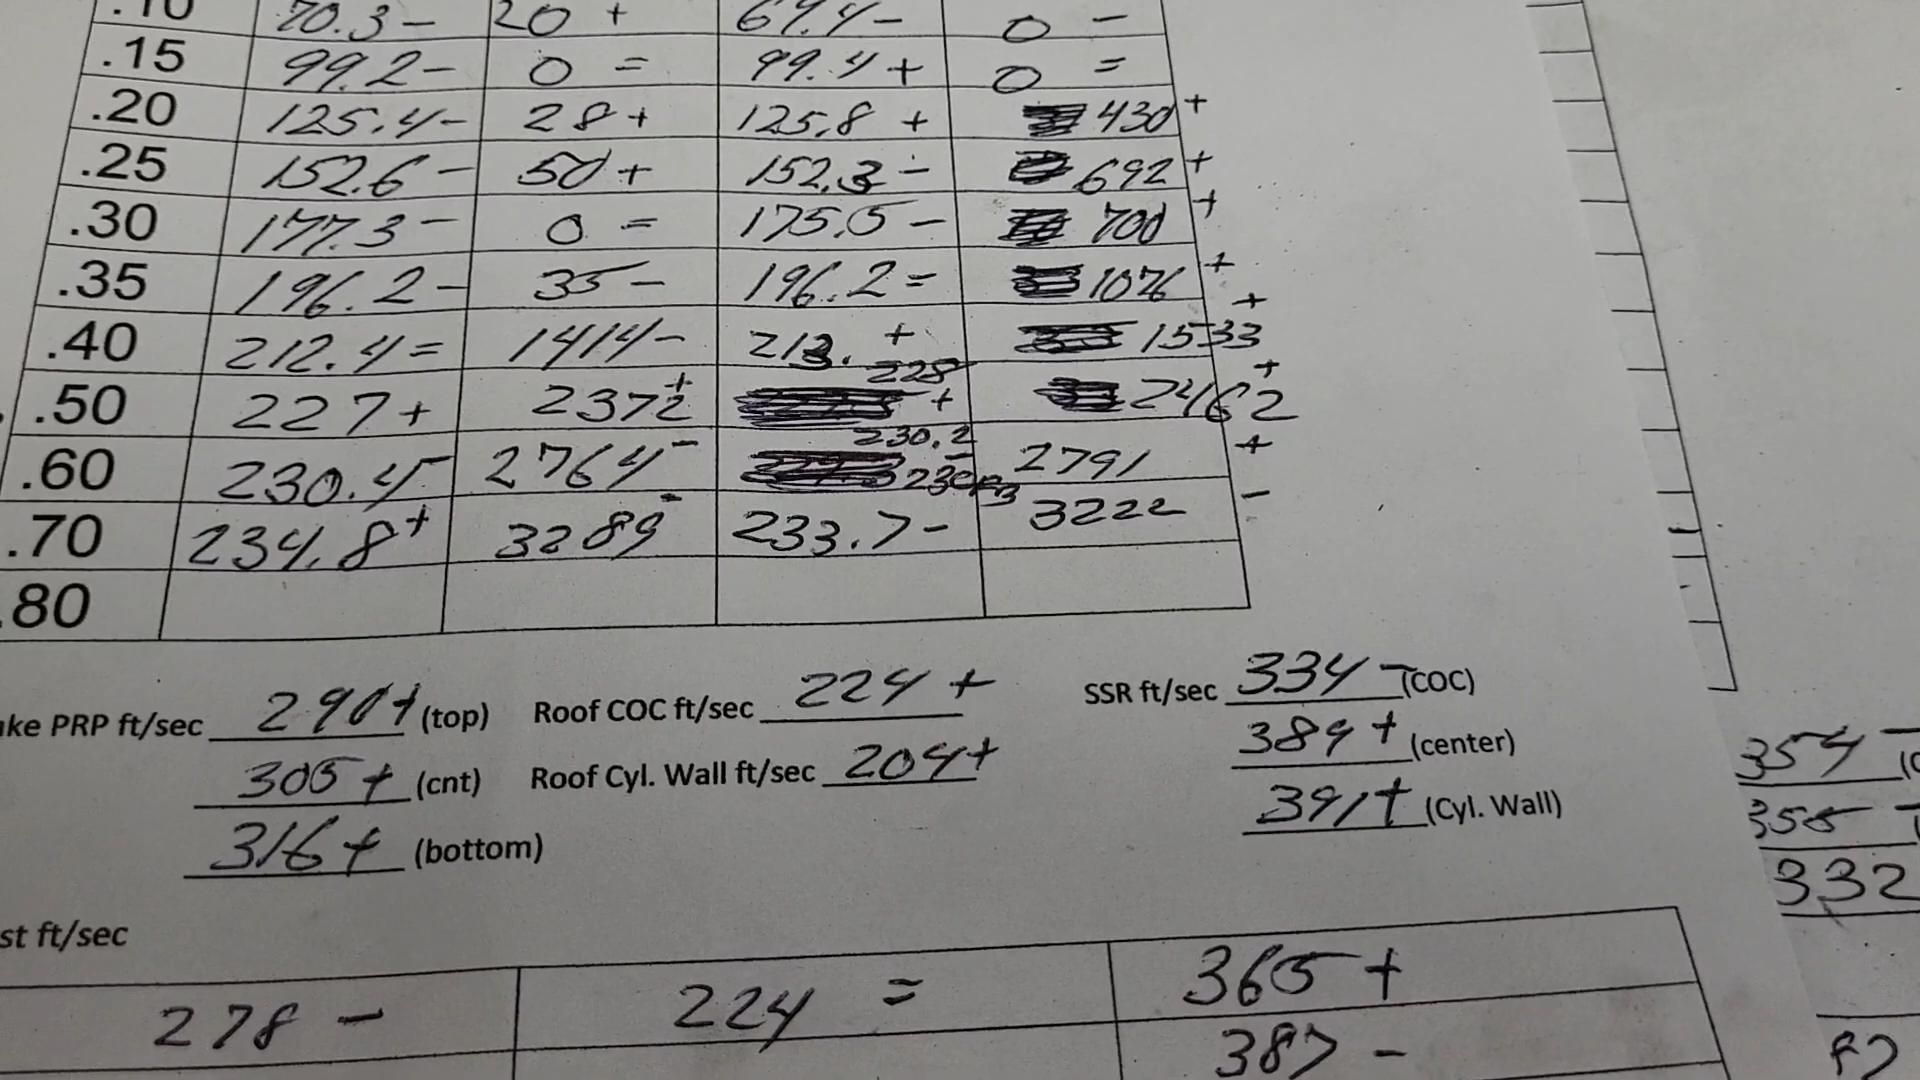 .10 70.3 - 20 + 69.4 - 0 -
.15 99.2 - 0 = 99.4 + 0 =
.20 125.4 - 28 + 125.8 + 430 +
.25 152.6 - 50 + 152.3 - 692 +
.30 177.3 - 0 = 175.5 - 700 +
.35 196.2 - 35 - 196.2 = 1076 +
.40 212.4 = 1414 - 213. + 1533 +
.50 227 + 2372 + 228 + 2462 +
.60 230.4 - 2764 - 230.2 - 2791 +
.70 234.8 + 3289 - 233.7 - 3222 -
.80
ke PRP ft/sec 290+ (top) Roof COC ft/sec 224 + SSR ft/sec 334 - (COC)
305 + (cnt) Roof Cyl. Wall ft/sec 204+ 389 + (center)
316 + (bottom) 391+ (Cyl. Wall)
354 -
355 -
332
st ft/sec
278 - 224 = 365 +
387 -